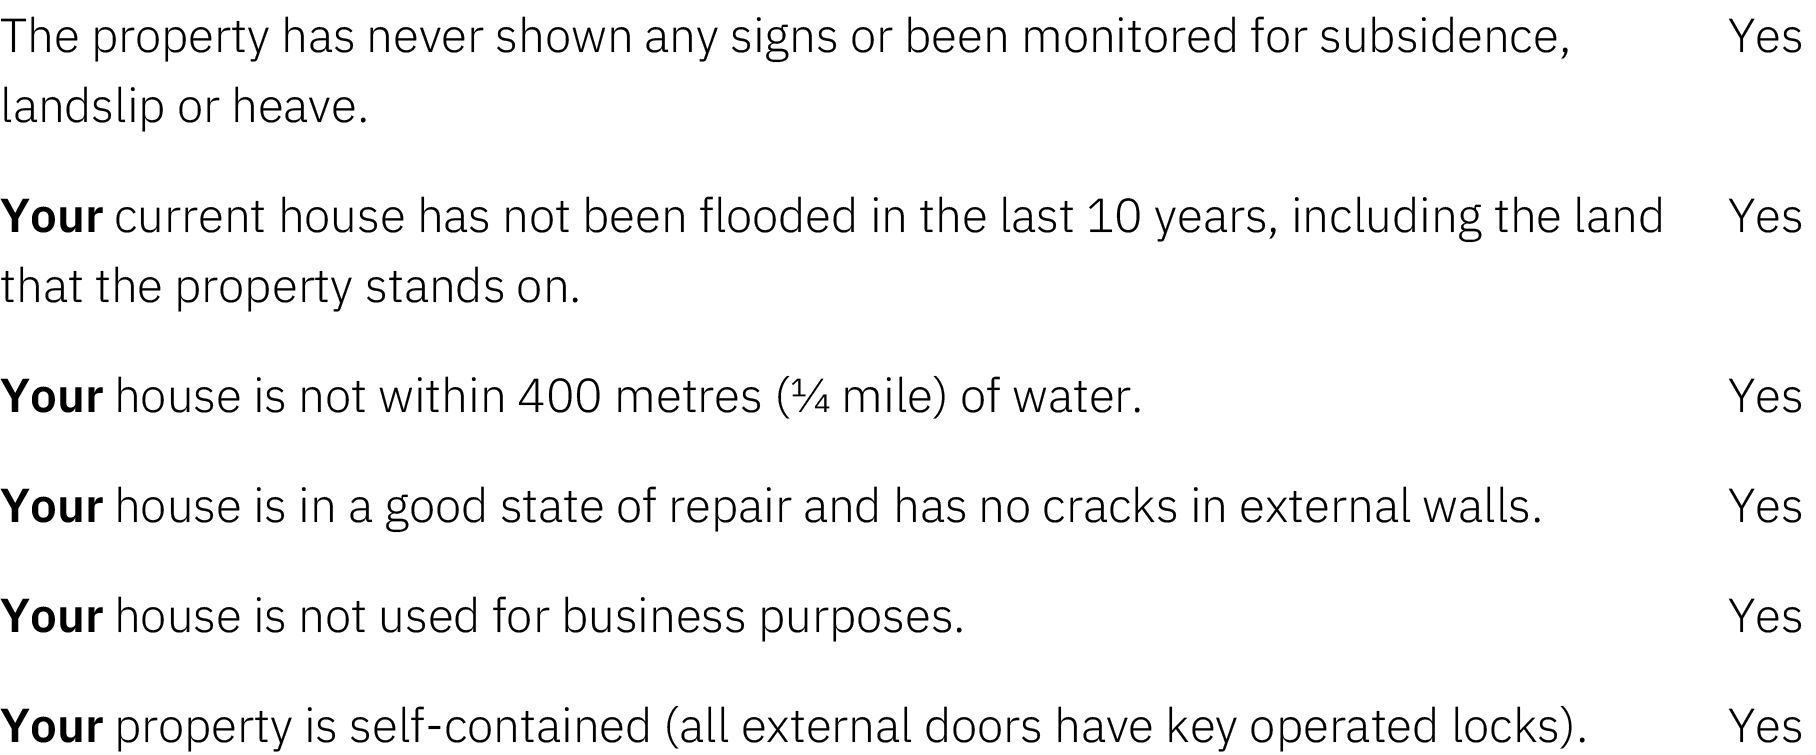 The property has never shown any signs or been monitored for subsidence, Yes
landslip or heave.
Your current house has not been flooded in the last 10 years, including the land Yes
that the property stands on.
Your house is not within 400 metres (¼ mile) of water. Yes
Your house is in a good state of repair and has no cracks in external walls. Yes
Your house is not used for business purposes. Yes
Your property is self-contained (all external doors have key operated locks). Yes